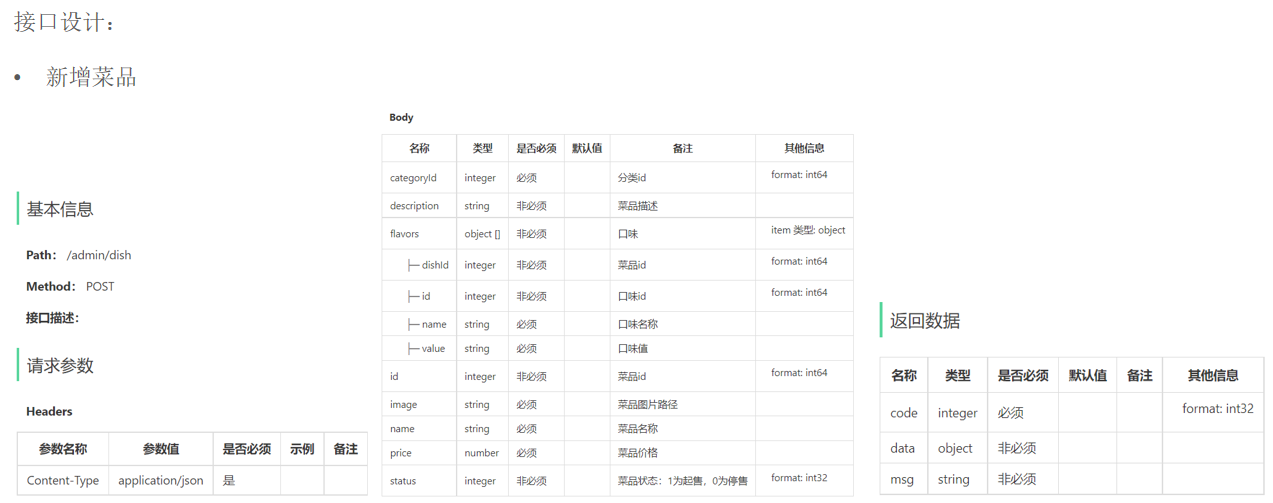 接口设计：
• 新增菜品
基本信息
Path： /admin/dish
Method： POST
接口描述：
请求参数
Headers
参数名称 参数值 是否必须 示例 备注
Content-Type application/json 是
Body
名称 类型 是否必须 默认值 备注 其他信息
categoryId integer 必须 分类id format: int64
description string 非必须 菜品描述
flavors object [] 非必须 口味 item 类型: object
├─ dishId integer 非必须 菜品id format: int64
├─ id integer 非必须 口味id format: int64
├─ name string 必须 口味名称
├─ value string 必须 口味值
id integer 非必须 菜品id format: int64
image string 必须 菜品图片路径
name string 必须 菜品名称
price number 必须 菜品价格
status integer 非必须 菜品状态：1为起售，0为停售 format: int32
返回数据
名称 类型 是否必须 默认值 备注 其他信息
code integer 必须 format: int32
data object 非必须
msg string 非必须